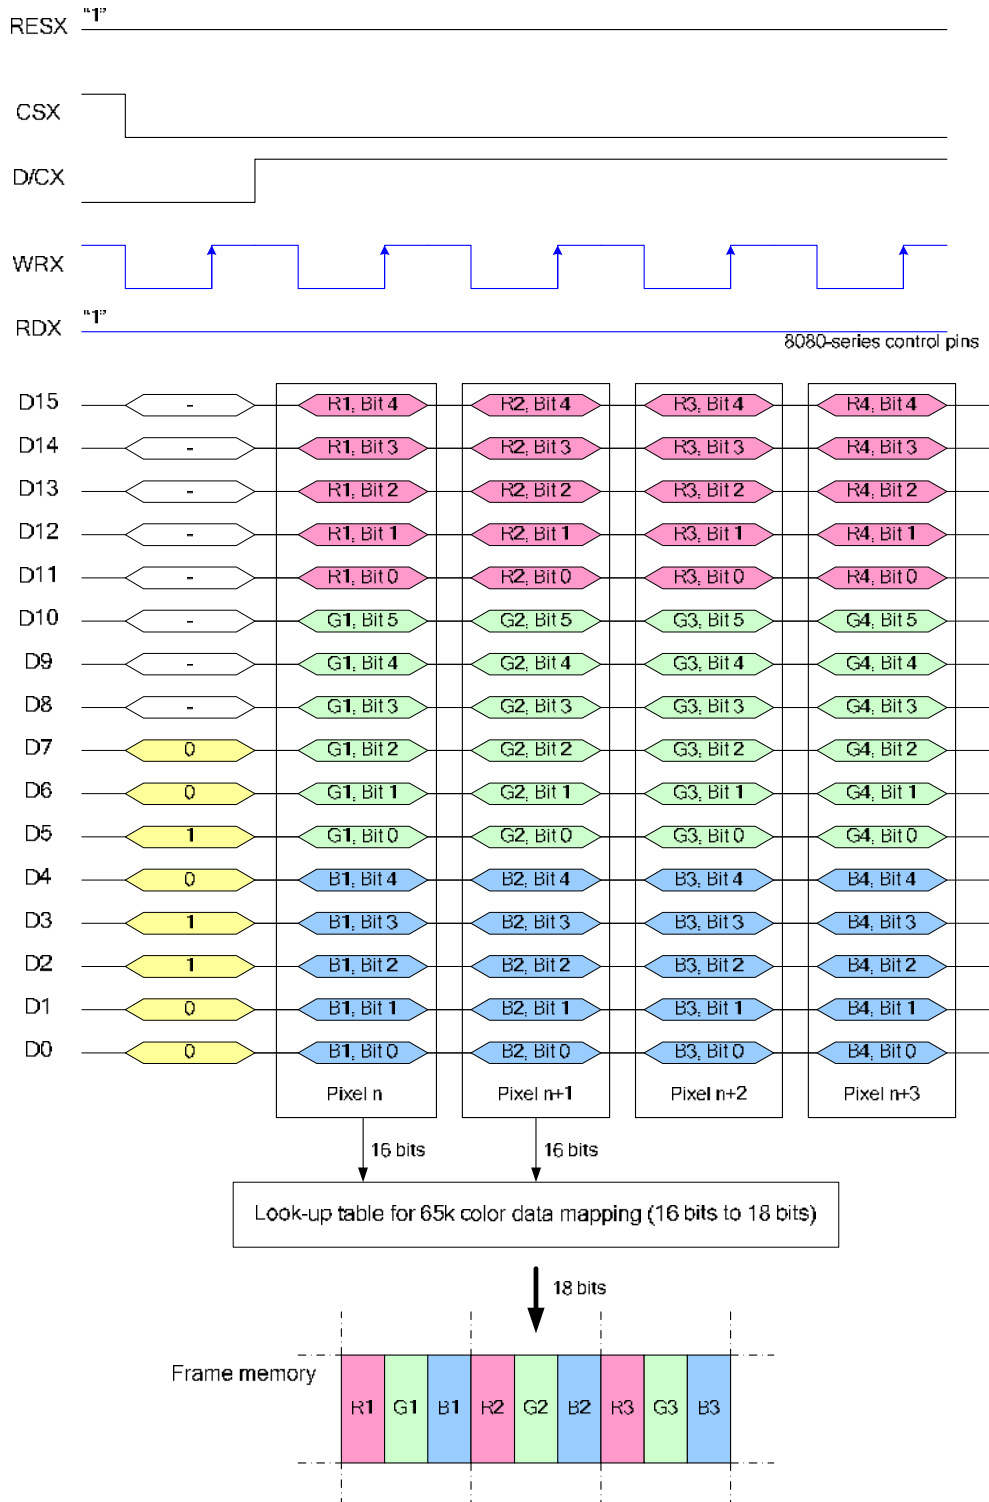 RESX "1"
CSX
D/CX
WRX
RDX "1"
8080-series control pins
D15 - R1, Bit 4 R2, Bit 4 R3, Bit 4 R4, Bit 4
D14 - R1, Bit 3 R2, Bit 3 R3, Bit 3 R4, Bit 3
D13 - R1, Bit 2 R2, Bit 2 R3, Bit 2 R4, Bit 2
D12 - R1, Bit 1 R2, Bit 1 R3, Bit 1 R4, Bit 1
D11 - R1, Bit 0 R2, Bit 0 R3, Bit 0 R4, Bit 0
D10 - G1, Bit 5 G2, Bit 5 G3, Bit 5 G4, Bit 5
D9 - G1, Bit 4 G2, Bit 4 G3, Bit 4 G4, Bit 4
D8 - G1, Bit 3 G2, Bit 3 G3, Bit 3 G4, Bit 3
D7 0 G1, Bit 2 G2, Bit 2 G3, Bit 2 G4, Bit 2
D6 0 G1, Bit 1 G2, Bit 1 G3, Bit 1 G4, Bit 1
D5 1 G1, Bit 0 G2, Bit 0 G3, Bit 0 G4, Bit 0
D4 0 B1, Bit 4 B2, Bit 4 B3, Bit 4 B4, Bit 4
D3 1 B1, Bit 3 B2, Bit 3 B3, Bit 3 B4, Bit 3
D2 1 B1, Bit 2 B2, Bit 2 B3, Bit 2 B4, Bit 2
D1 0 B1, Bit 1 B2, Bit 1 B3, Bit 1 B4, Bit 1
D0 0 B1, Bit 0 B2, Bit 0 B3, Bit 0 B4, Bit 0
Pixel n Pixel n+1 Pixel n+2 Pixel n+3
16 bits 16 bits
Look-up table for 65k color data mapping (16 bits to 18 bits)
18 bits
Frame memory
R1 G1 B1 R2 G2 B2 R3 G3 B3